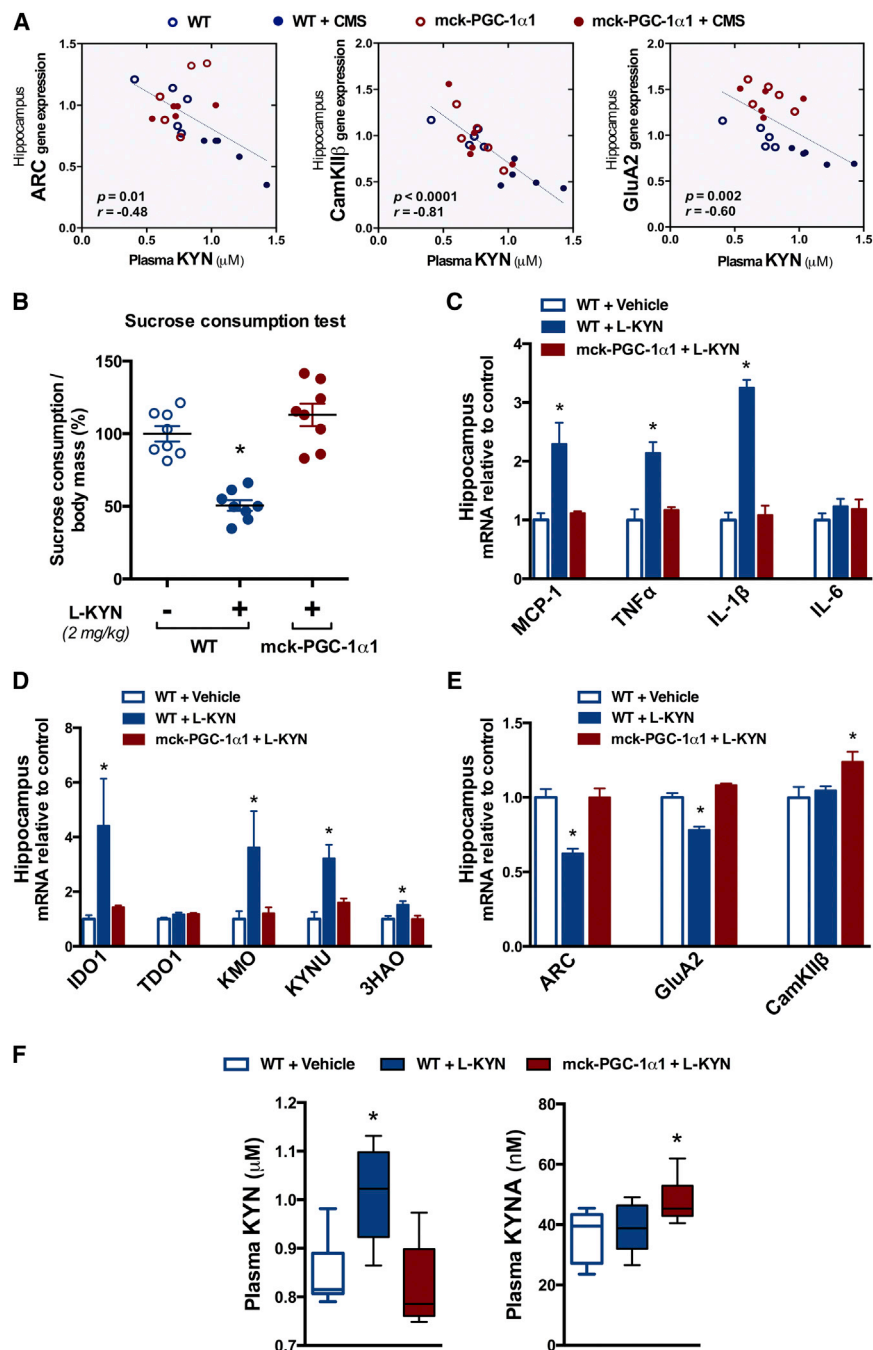 A
WT
WT + CMS
mck-PGC-1α1
mck-PGC-1α1 + CMS
Hippocampus
ARC gene expression
1.5
1.0
0.5
0.0
p = 0.01
r = -0.48
0.0 0.5 1.0 1.5
Plasma KYN (μM)
Hippocampus
CamKIIβ gene expression
2.0
1.5
1.0
0.5
0.0
p < 0.0001
r = -0.81
0.0 0.5 1.0 1.5
Plasma KYN (μM)
Hippocampus
GluA2 gene expression
2.0
1.5
1.0
0.5
0.0
p = 0.002
r = -0.60
0.0 0.5 1.0 1.5
Plasma KYN (μM)
B
Sucrose consumption test
Sucrose consumption /
body mass (%)
150
100
50
0
*
L-KYN - + +
(2 mg/kg)
WT mck-PGC-1α1
C
WT + Vehicle
WT + L-KYN
mck-PGC-1α1 + L-KYN
Hippocampus
mRNA relative to control
4
3
2
1
0
* * *
MCP-1 TNFα IL-1β IL-6
D
WT + Vehicle
WT + L-KYN
mck-PGC-1α1 + L-KYN
Hippocampus
mRNA relative to control
8
6
4
2
0
* * * *
IDO1 TDO1 KMO KYNU 3HAO
E
WT + Vehicle
WT + L-KYN
mck-PGC-1α1 + L-KYN
Hippocampus
mRNA relative to control
1.5
1.0
0.5
0.0
* * *
ARC GluA2 CamKIIβ
F
WT + Vehicle
WT + L-KYN
mck-PGC-1α1 + L-KYN
Plasma KYN (μM)
1.2
1.1
1.0
0.9
0.8
0.7
*
Plasma KYNA (nM)
80
60
40
20
0
*